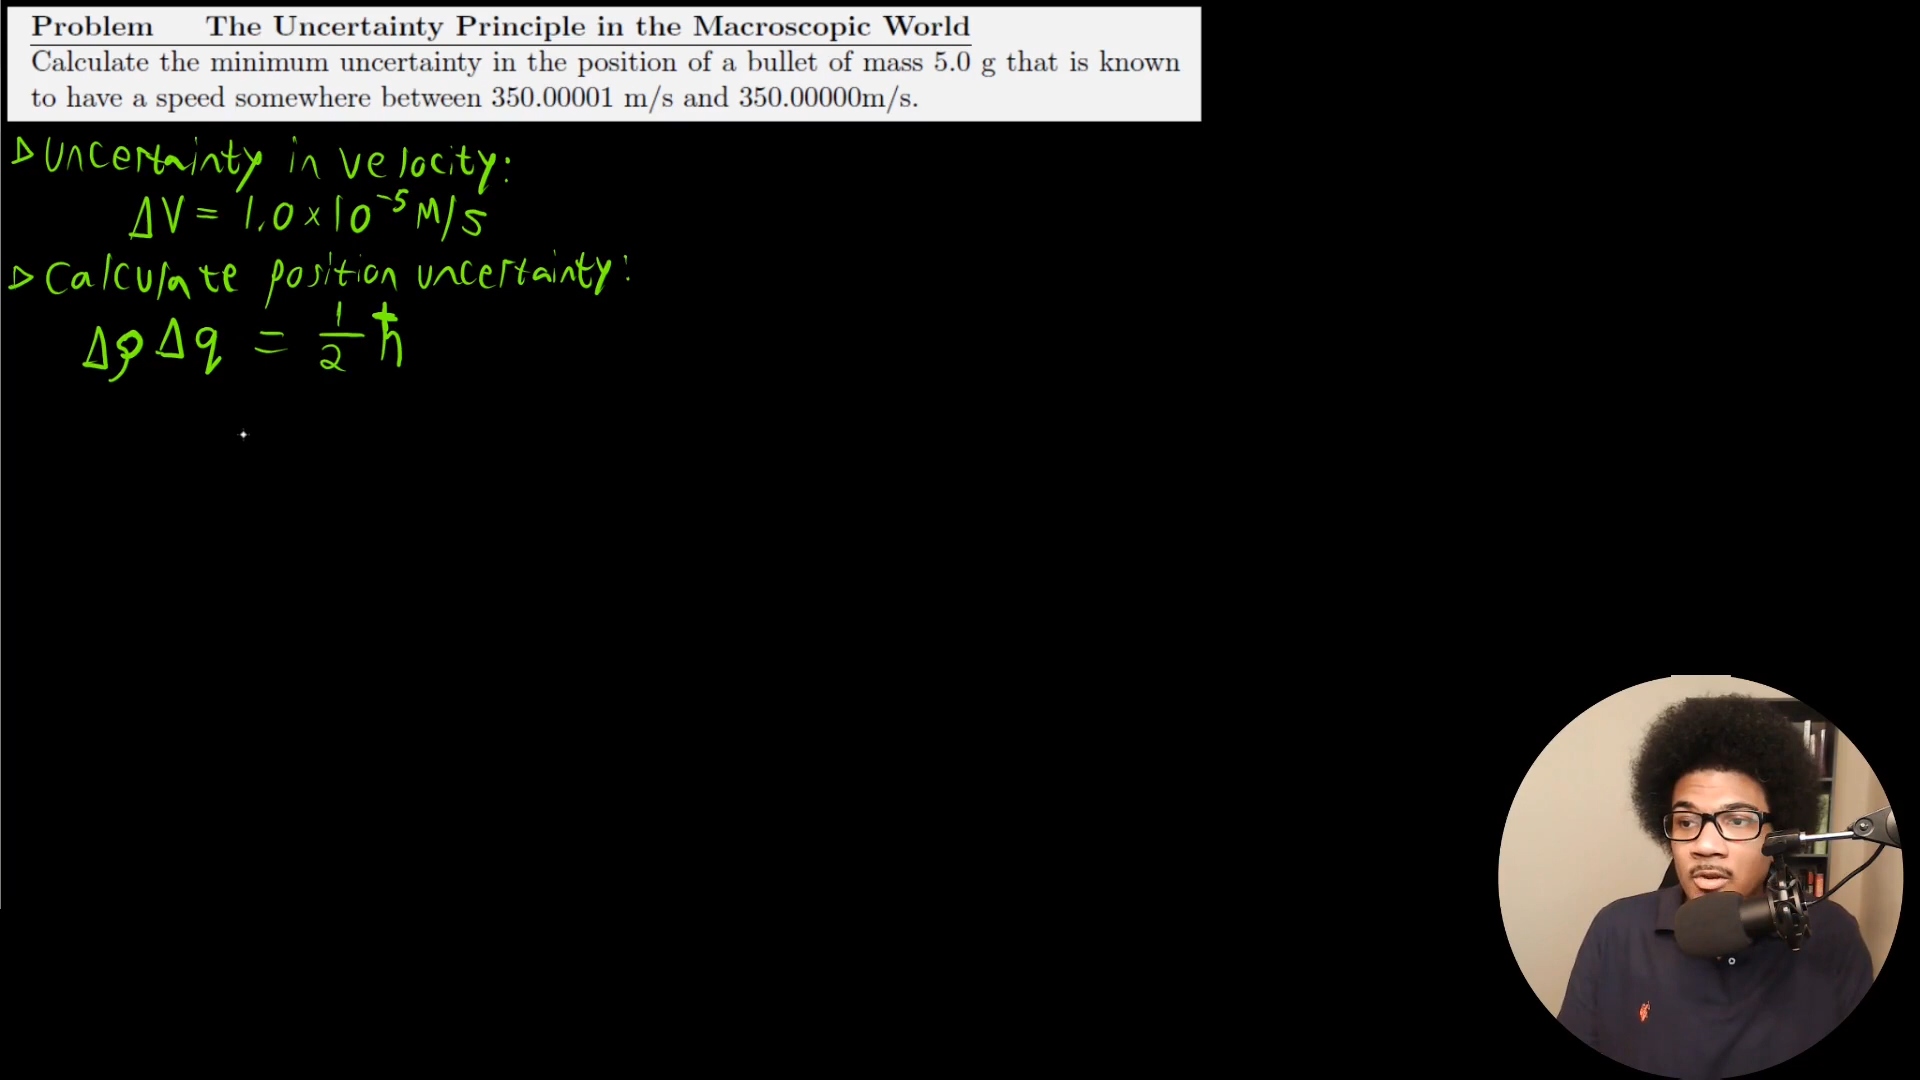 Problem The Uncertainty Principle in the Macroscopic World
Calculate the minimum uncertainty in the position of a bullet of mass 5.0 g that is known
to have a speed somewhere between 350.00001 m/s and 350.00000m/s.
▷ Uncertainty in velocity:
ΔV = 1.0 × 10⁻⁵ M/s
▷ Calculate position uncertainty:
Δp Δq = 1/2 ħ